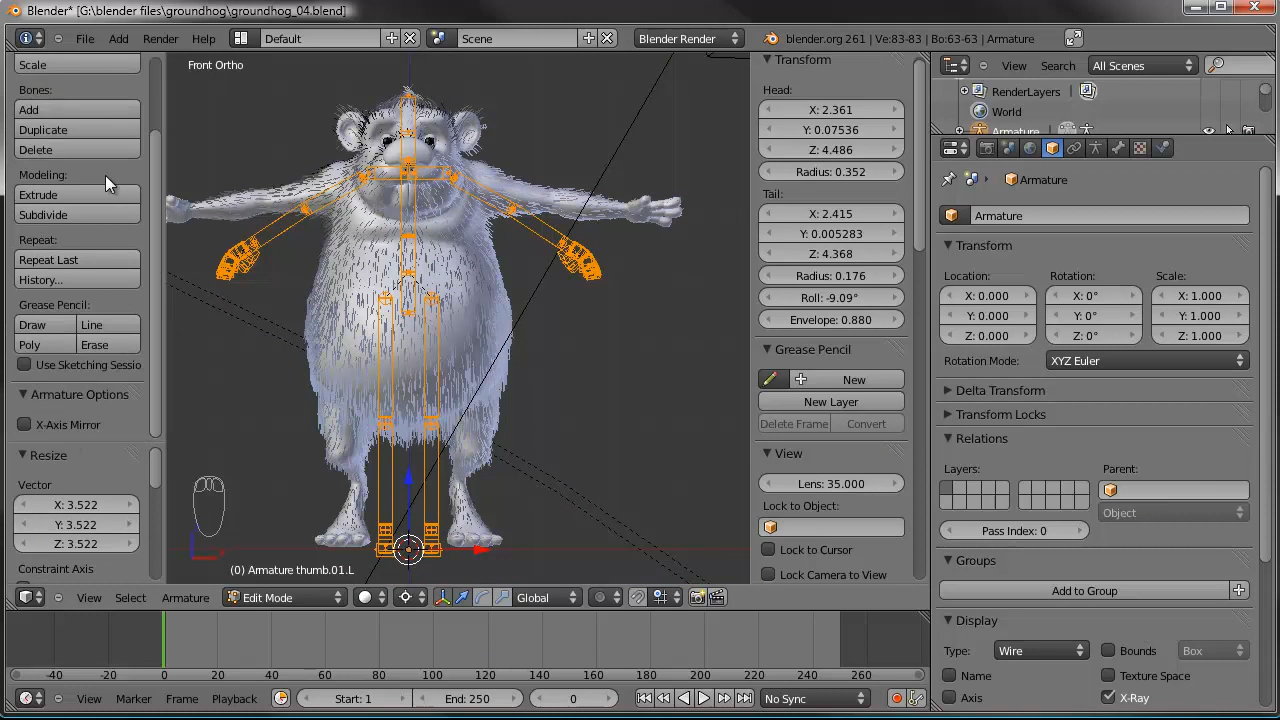 Blender* [G:\blender files\groundhog\groundhog_04.blend]
File Add Render Help Default Scene Blender Render blender.org 261 | Ve:83-83 | Bo:63-63 | Armature
Scale
Bones:
Add
Duplicate
Delete
Modeling:
Extrude
Subdivide
Repeat:
Repeat Last
History...
Grease Pencil:
Draw Line
Poly Erase
Use Sketching Sessio
Armature Options
X-Axis Mirror
Resize
Vector
X: 3.522
Y: 3.522
Z: 3.522
Constraint Axis
Front Ortho
(0) Armature thumb.01.L
View Select Armature Edit Mode Global
Transform
Head:
X: 2.361
Y: 0.07536
Z: 4.486
Radius: 0.352
Tail:
X: 2.415
Y: 0.005283
Z: 4.368
Radius: 0.176
Roll: -9.09°
Envelope: 0.880
Grease Pencil
New
New Layer
Delete Frame Convert
View
Lens: 35.000
Lock to Object:
Lock to Cursor
Lock Camera to View
View Search All Scenes
RenderLayers
World
Armature
Armature
Armature
Transform
Location: Rotation: Scale:
X: 0.000 X: 0° X: 1.000
Y: 0.000 Y: 0° Y: 1.000
Z: 0.000 Z: 0° Z: 1.000
Rotation Mode: XYZ Euler
Delta Transform
Transform Locks
Relations
Layers: Parent:
Object
Pass Index: 0
Groups
Add to Group
Display
Type: Wire Bounds Box
Name Texture Space
Axis X-Ray
-40 -20 0 20 40 60 80 100 120 140 160 180 200 220 240 260
View Marker Frame Playback Start: 1 End: 250 0 No Sync